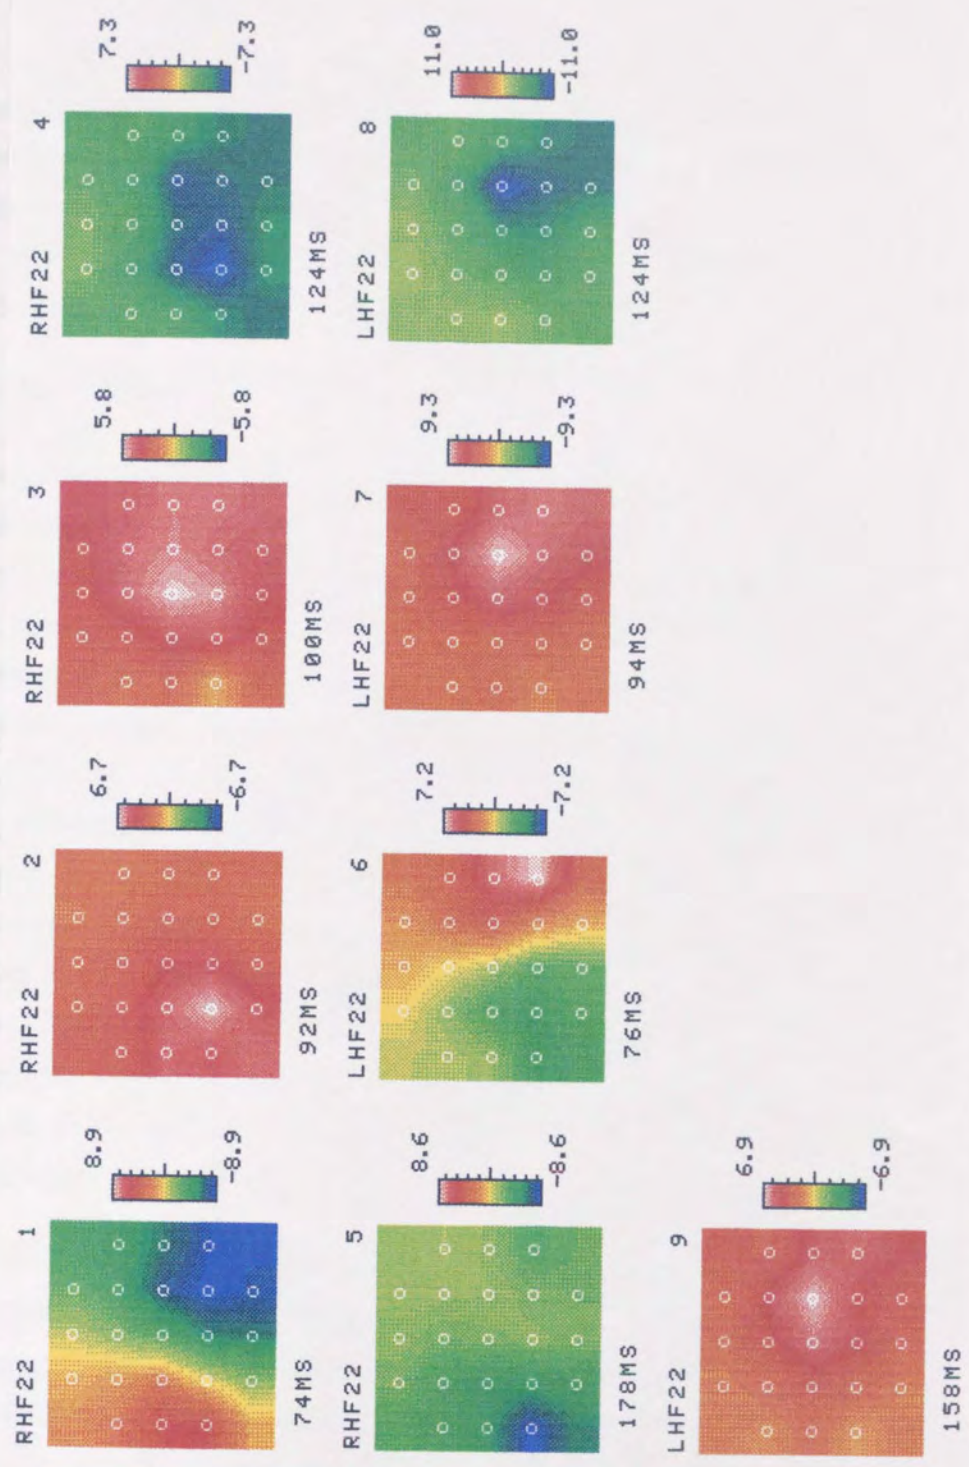 RHF22 1
8.9
-8.9
74MS
RHF22 2
6.7
-6.7
92MS
RHF22 3
5.8
-5.8
100MS
RHF22 4
7.3
-7.3
124MS
RHF22 5
8.6
-8.6
178MS
LHF22 6
7.2
-7.2
76MS
LHF22 7
9.3
-9.3
94MS
LHF22 8
11.0
-11.0
124MS
LHF22 9
6.9
-6.9
158MS